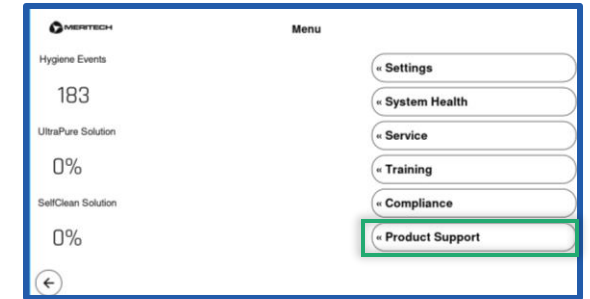 MERITECH
Menu
Hygiene Events
183
UltraPure Solution
0%
SelfClean Solution
0%
« Settings
« System Health
« Service
« Training
« Compliance
« Product Support